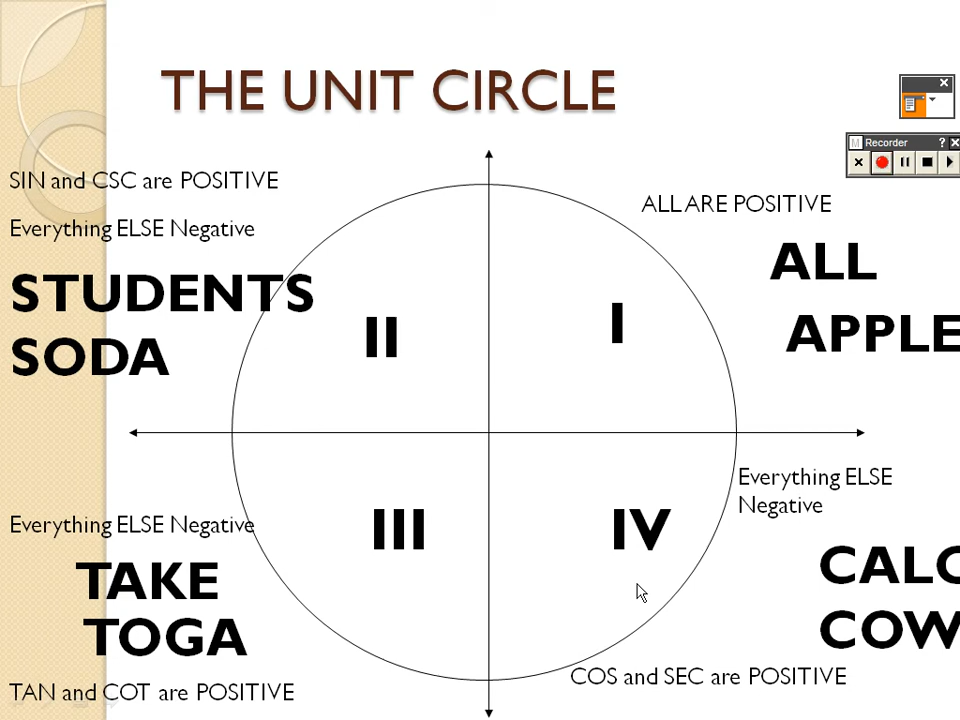 THE UNIT CIRCLE
Recorder
SIN and CSC are POSITIVE
Everything ELSE Negative
STUDENTS
SODA
ALL ARE POSITIVE
ALL
APPLE
II
I
Everything ELSE
Negative
III
IV
Everything ELSE Negative
TAKE
TOGA
TAN and COT are POSITIVE
CALC
COW
COS and SEC are POSITIVE